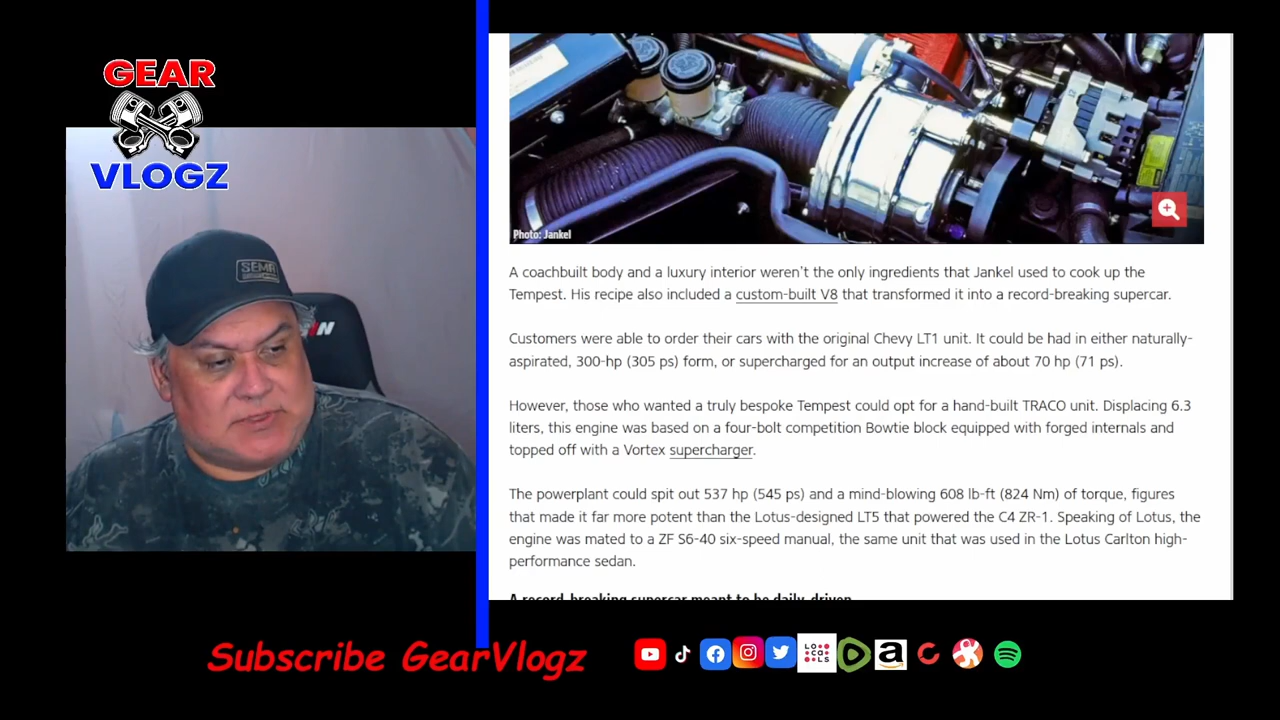 GEAR
VLOGZ
SEMA
Photo: Jankel
A coachbuilt body and a luxury interior weren't the only ingredients that Jankel used to cook up the
Tempest. His recipe also included a custom-built V8 that transformed it into a record-breaking supercar.
Customers were able to order their cars with the original Chevy LT1 unit. It could be had in either naturally-
aspirated, 300-hp (305 ps) form, or supercharged for an output increase of about 70 hp (71 ps).
However, those who wanted a truly bespoke Tempest could opt for a hand-built TRACO unit. Displacing 6.3
liters, this engine was based on a four-bolt competition Bowtie block equipped with forged internals and
topped off with a Vortex supercharger.
The powerplant could spit out 537 hp (545 ps) and a mind-blowing 608 lb-ft (824 Nm) of torque, figures
that made it far more potent than the Lotus-designed LT5 that powered the C4 ZR-1. Speaking of Lotus, the
engine was mated to a ZF S6-40 six-speed manual, the same unit that was used in the Lotus Carlton high-
performance sedan.
A record-breaking supercar meant to be daily-driven
Subscribe GearVlogz
LOCALS